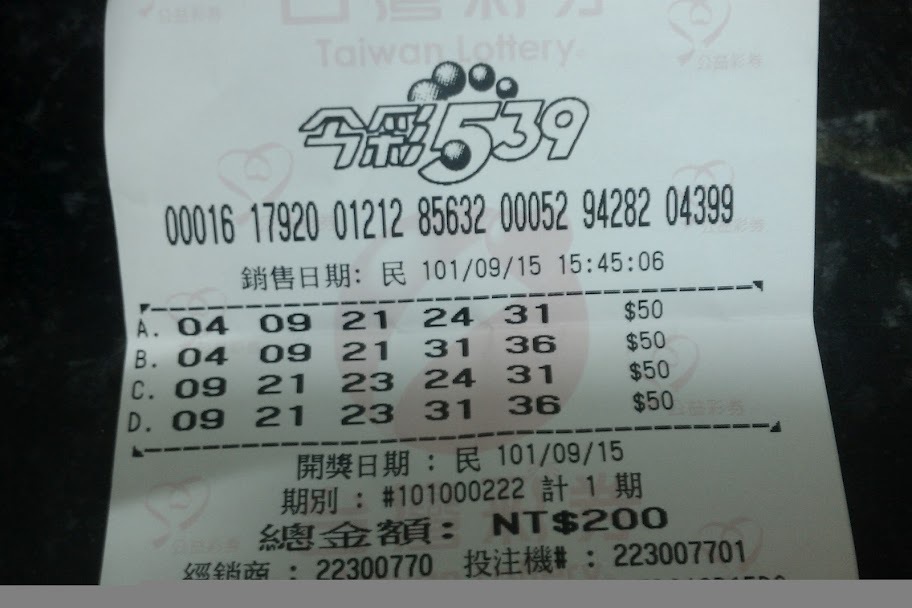 台灣彩券
Taiwan Lottery
今彩539
00016 17920 01212 85632 00052 94282 04399
銷售日期: 民 101/09/15 15:45:06
A. 04 09 21 24 31 $50
B. 04 09 21 31 36 $50
C. 09 21 23 24 31 $50
D. 09 21 23 31 36 $50
開獎日期 : 民 101/09/15
期別 : #101000222 計 1 期
總金額: NT$200
經銷商 : 22300770 投注機# : 223007701